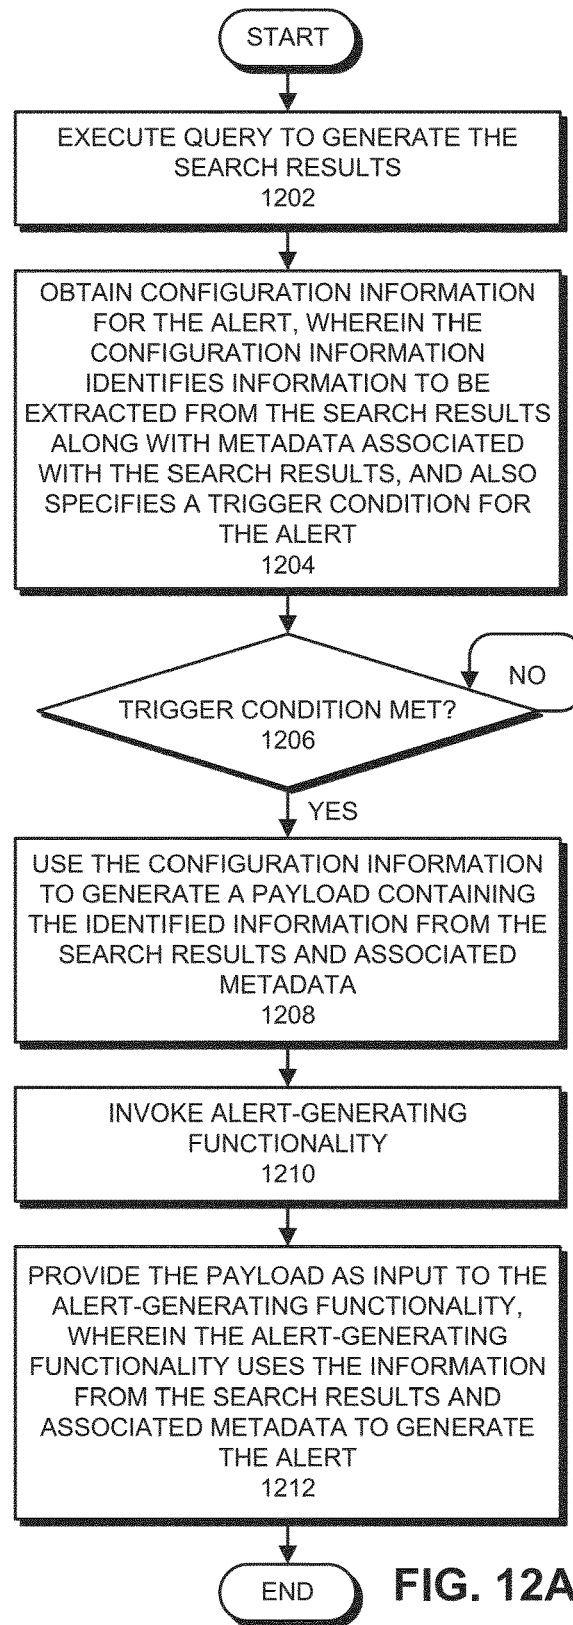 START
EXECUTE QUERY TO GENERATE THE
SEARCH RESULTS
1202
OBTAIN CONFIGURATION INFORMATION
FOR THE ALERT, WHEREIN THE
CONFIGURATION INFORMATION
IDENTIFIES INFORMATION TO BE
EXTRACTED FROM THE SEARCH RESULTS
ALONG WITH METADATA ASSOCIATED
WITH THE SEARCH RESULTS, AND ALSO
SPECIFIES A TRIGGER CONDITION FOR
THE ALERT
1204
NO
TRIGGER CONDITION MET?
1206
YES
USE THE CONFIGURATION INFORMATION
TO GENERATE A PAYLOAD CONTAINING
THE IDENTIFIED INFORMATION FROM THE
SEARCH RESULTS AND ASSOCIATED
METADATA
1208
INVOKE ALERT-GENERATING
FUNCTIONALITY
1210
PROVIDE THE PAYLOAD AS INPUT TO THE
ALERT-GENERATING FUNCTIONALITY,
WHEREIN THE ALERT-GENERATING
FUNCTIONALITY USES THE INFORMATION
FROM THE SEARCH RESULTS AND
ASSOCIATED METADATA TO GENERATE
THE ALERT
1212
END
FIG. 12A